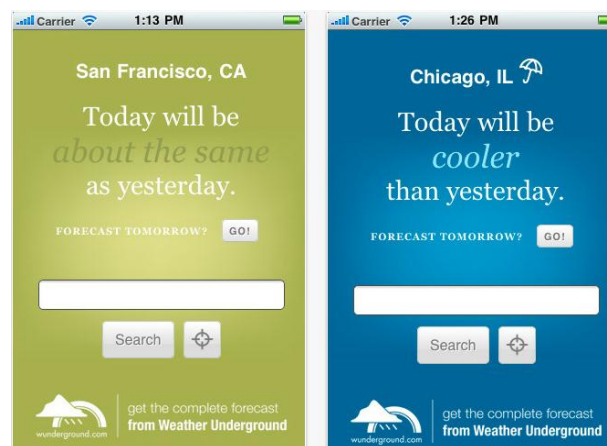 Carrier 1:13 PM
San Francisco, CA
Today will be
about the same
as yesterday.
FORECAST TOMORROW? GO!
Search
wunderground.com
get the complete forecast
from Weather Underground
Carrier 1:26 PM
Chicago, IL
Today will be
cooler
than yesterday.
FORECAST TOMORROW? GO!
Search
wunderground.com
get the complete forecast
from Weather Underground